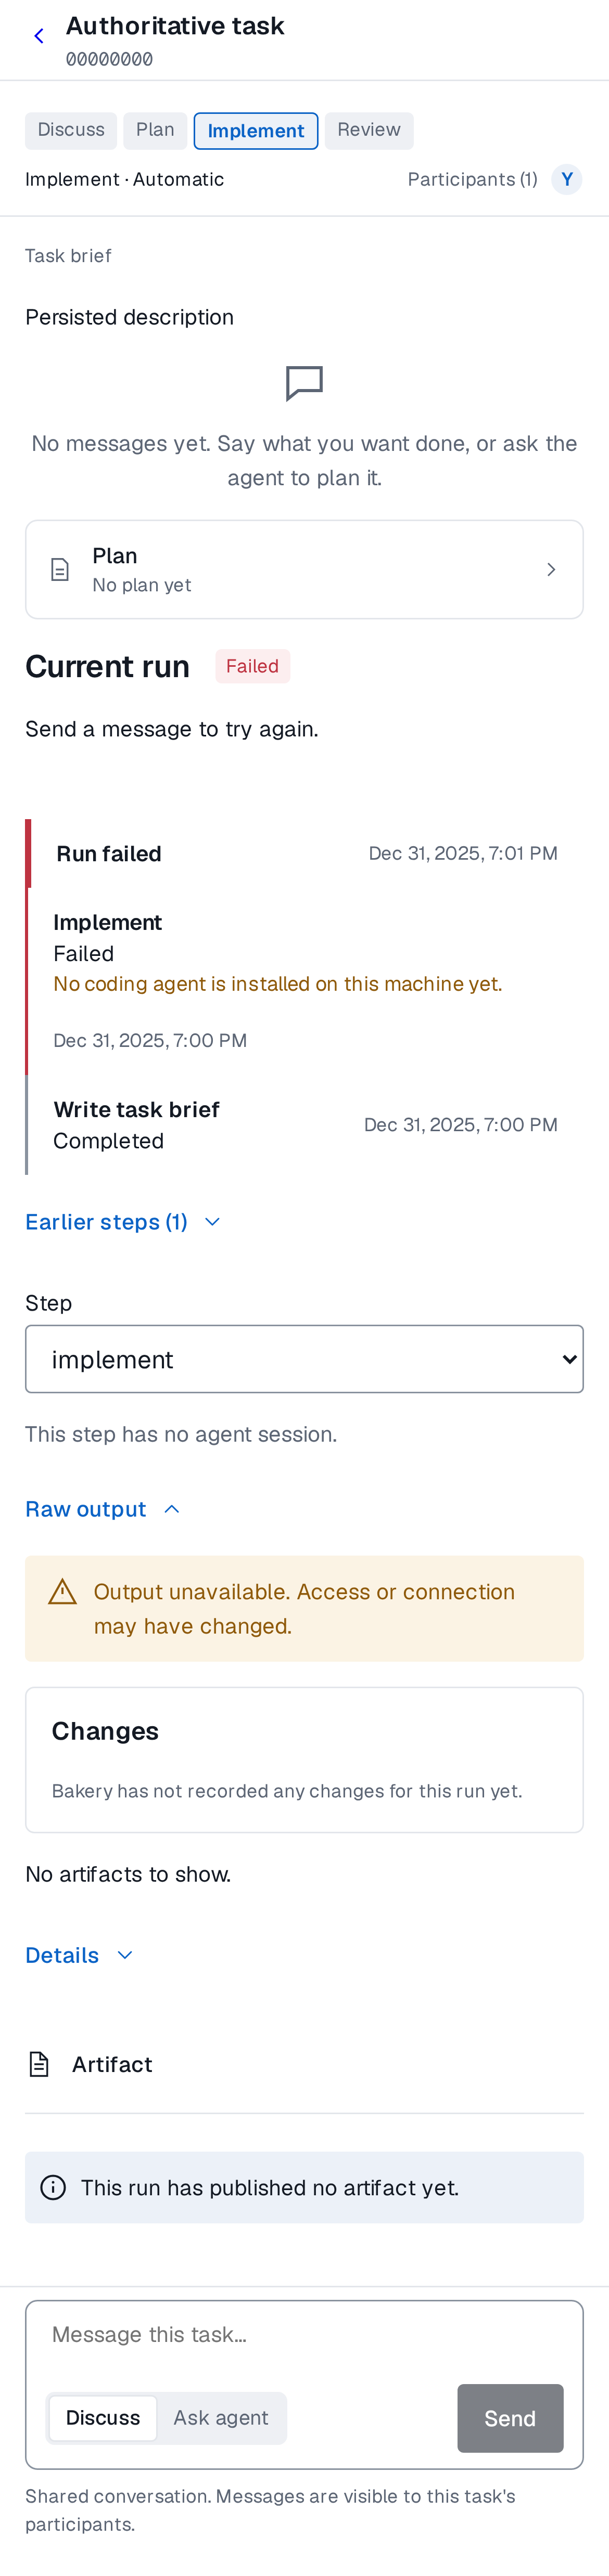 Authoritative task
00000000
Discuss
Plan
Implement
Review
Implement · Automatic
Participants (1)
Y
Task brief
Persisted description
No messages yet. Say what you want done, or ask the
agent to plan it.
Plan
No plan yet
Current run
Failed
Send a message to try again.
Run failed
Dec 31, 2025, 7:01 PM
Implement
Failed
No coding agent is installed on this machine yet.
Dec 31, 2025, 7:00 PM
Write task brief
Completed
Dec 31, 2025, 7:00 PM
Earlier steps (1)
Step
implement
This step has no agent session.
Raw output
Output unavailable. Access or connection
may have changed.
Changes
Bakery has not recorded any changes for this run yet.
No artifacts to show.
Details
Artifact
This run has published no artifact yet.
Message this task…
Discuss
Ask agent
Send
Shared conversation. Messages are visible to this task's
participants.